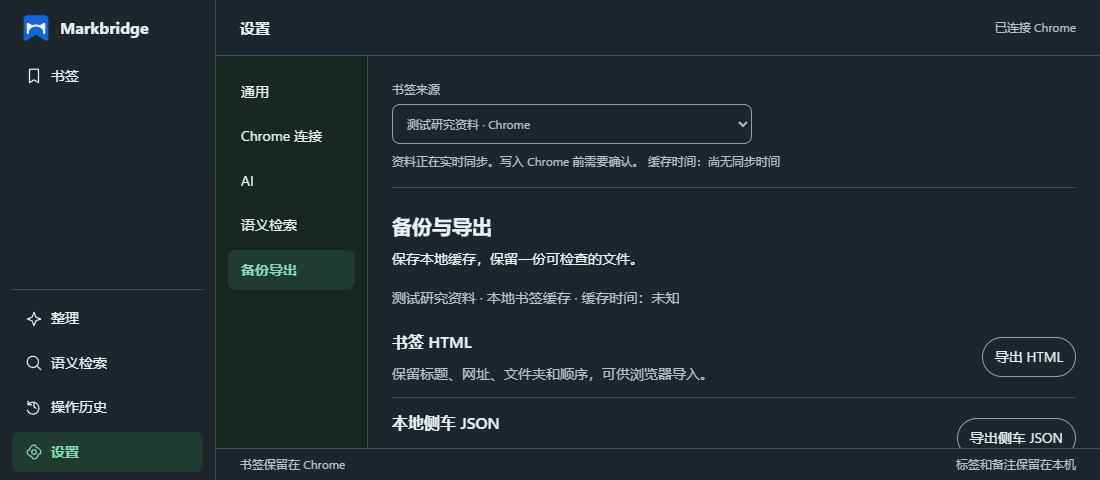 Markbridge
书签
整理
语义检索
操作历史
设置
设置
已连接 Chrome
通用
Chrome 连接
AI
语义检索
备份导出
书签来源
测试研究资料 · Chrome
资料正在实时同步。写入 Chrome 前需要确认。 缓存时间：尚无同步时间
备份与导出
保存本地缓存，保留一份可检查的文件。
测试研究资料 · 本地书签缓存 · 缓存时间：未知
书签 HTML
保留标题、网址、文件夹和顺序，可供浏览器导入。
导出 HTML
本地侧车 JSON
导出侧车 JSON
书签保留在 Chrome
标签和备注保留在本机